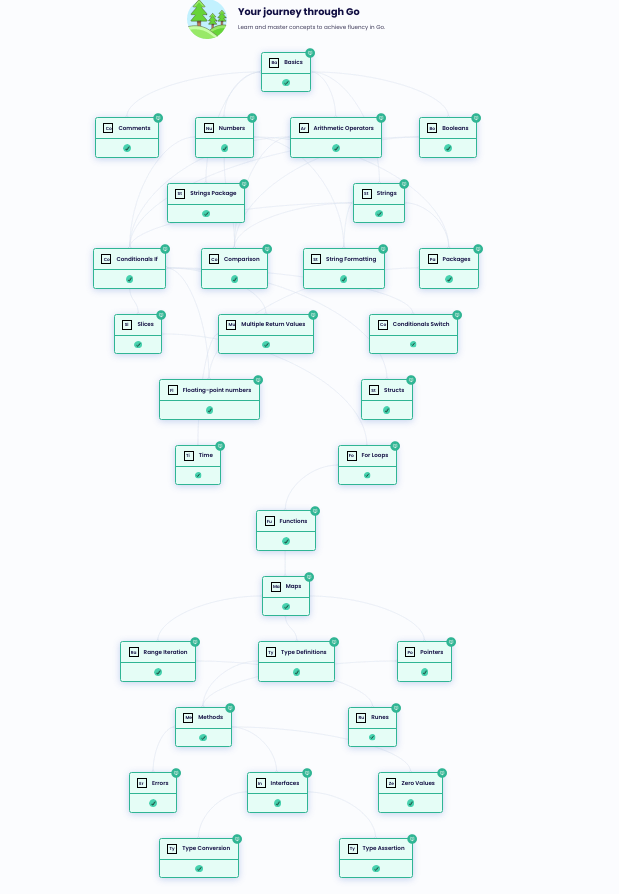 Your journey through Go
Learn and master concepts to achieve fluency in Go.
Ba Basics
Co Comments
Nu Numbers
Ar Arithmetic Operators
Bo Booleans
St Strings Package
St Strings
Co Conditionals If
Co Comparison
St String Formatting
Pa Packages
Sl Slices
Mu Multiple Return Values
Co Conditionals Switch
Fl Floating-point numbers
St Structs
Ti Time
Fo For Loops
Fu Functions
Ma Maps
Ra Range Iteration
Ty Type Definitions
Po Pointers
Me Methods
Ru Runes
Er Errors
In Interfaces
Ze Zero Values
Ty Type Conversion
Ty Type Assertion